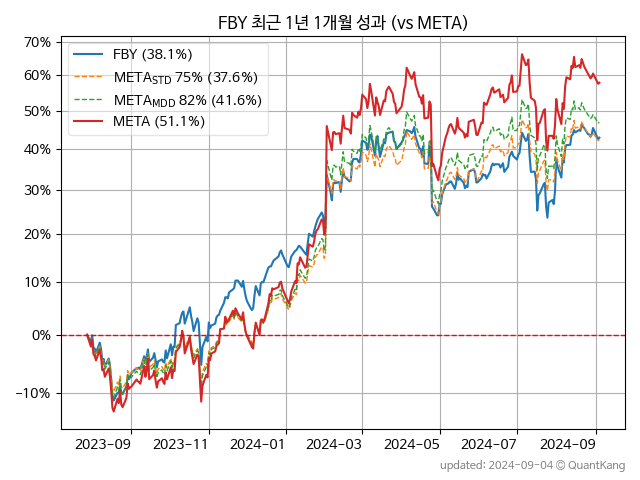 FBY 최근 1년 1개월 성과 (vs META)
70%
60%
50%
40%
30%
20%
10%
0%
−10%
FBY (38.1%)
META_STD 75% (37.6%)
META_MDD 82% (41.6%)
META (51.1%)
2023-09 2023-11 2024-01 2024-03 2024-05 2024-07 2024-09
updated: 2024-09-04 © QuantKang